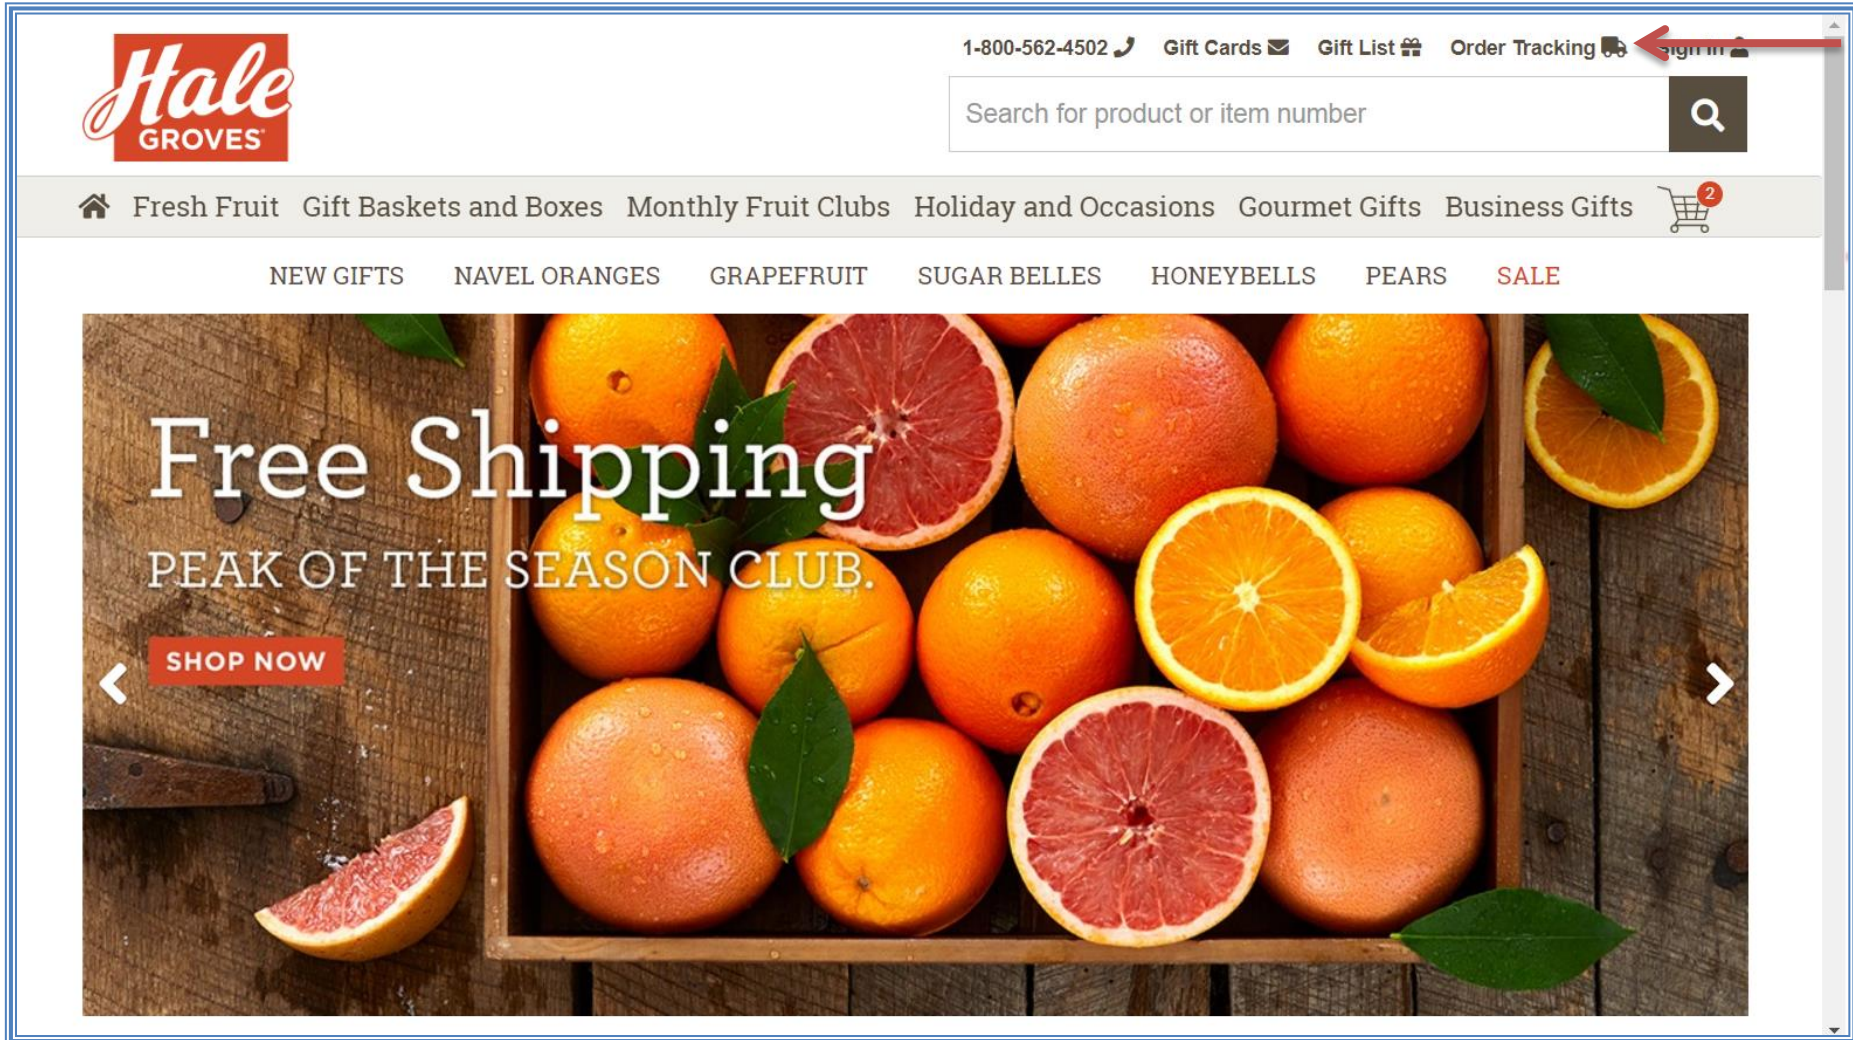 Hale
GROVES
1-800-562-4502 Gift Cards Gift List Order Tracking Sign In
Search for product or item number
Fresh Fruit Gift Baskets and Boxes Monthly Fruit Clubs Holiday and Occasions Gourmet Gifts Business Gifts 2
NEW GIFTS NAVEL ORANGES GRAPEFRUIT SUGAR BELLES HONEYBELLS PEARS SALE
Free Shipping
PEAK OF THE SEASON CLUB.
SHOP NOW